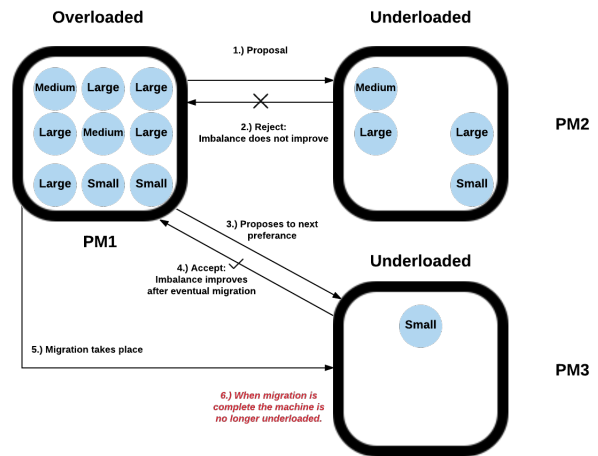 Overloaded
Underloaded
1.) Proposal
Medium Large Large
Large Medium Large
Large Small Small
Medium
Large Large
Small
2.) Reject:
Imbalance does not improve
PM2
PM1
3.) Proposes to next
preferance
4.) Accept:
Imbalance improves
after eventual migration
Underloaded
Small
5.) Migration takes place
PM3
6.) When migration is
complete the machine is
no longer underloaded.